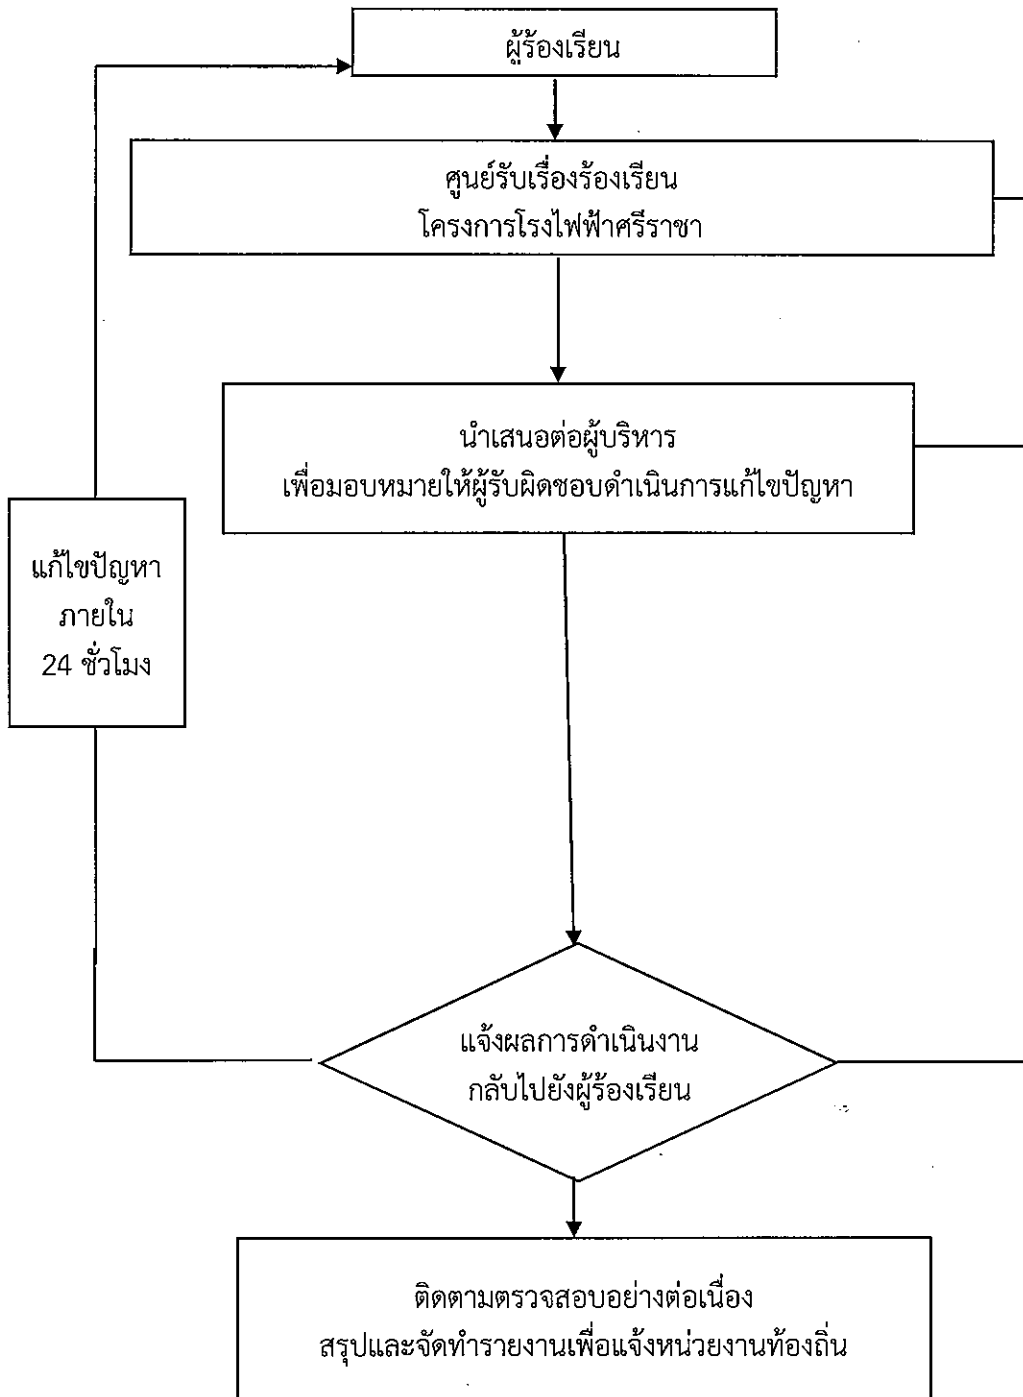 ผู้ร้องเรียน
ศูนย์รับเรื่องร้องเรียน
โครงการโรงไฟฟ้าศรีราชา
นำเสนอต่อผู้บริหาร
เพื่อมอบหมายให้ผู้รับผิดชอบดำเนินการแก้ไขปัญหา
แก้ไขปัญหา
ภายใน
24 ชั่วโมง
แจ้งผลการดำเนินงาน
กลับไปยังผู้ร้องเรียน
ติดตามตรวจสอบอย่างต่อเนื่อง
สรุปและจัดทำรายงานเพื่อแจ้งหน่วยงานท้องถิ่น